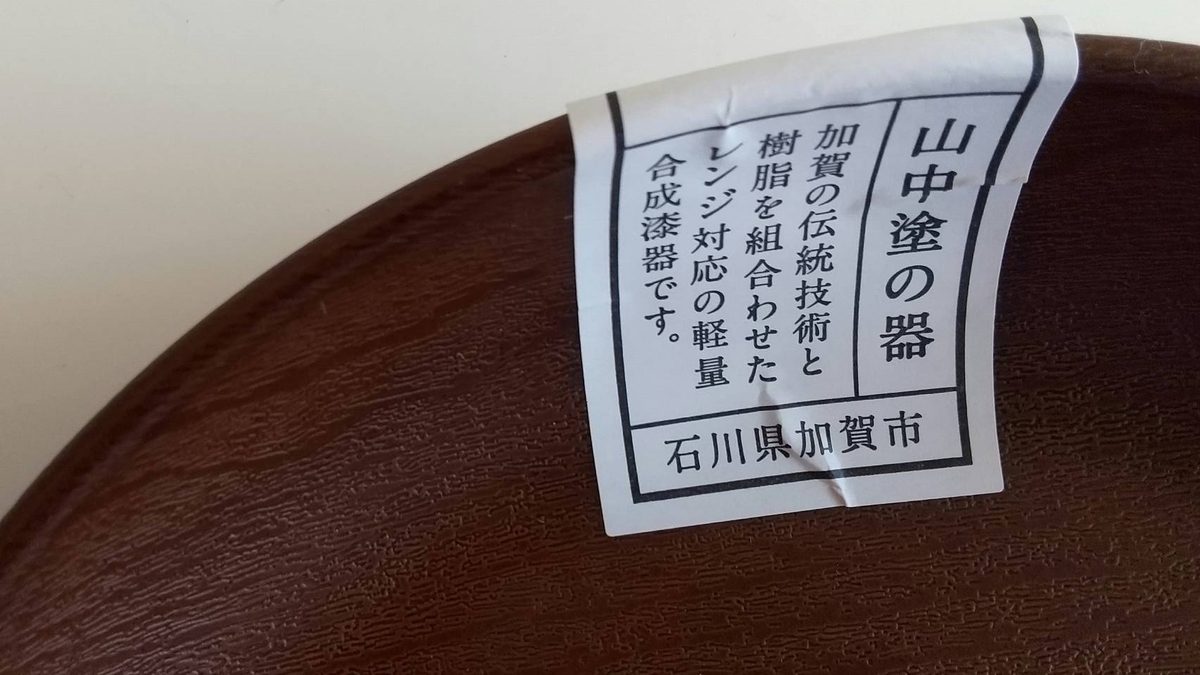 山中塗の器
加賀の伝統技術と
樹脂を組合わせた
レンジ対応の軽量
合成漆器です。
石川県加賀市